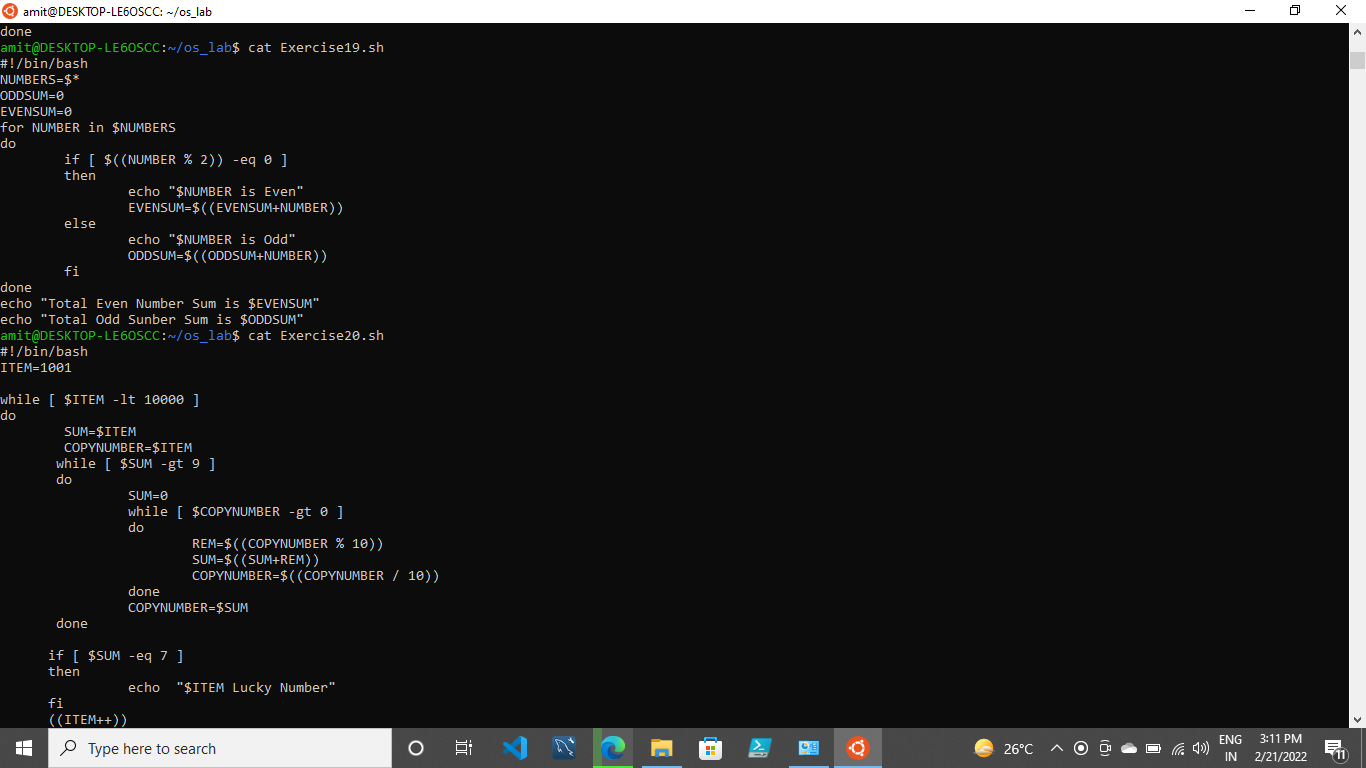 amit@DESKTOP-LE6OSCC: ~/os_lab
done
amit@DESKTOP-LE6OSCC:~/os_lab$ cat Exercise19.sh
#!/bin/bash
NUMBERS=$*
ODDSUM=0
EVENSUM=0
for NUMBER in $NUMBERS
do
        if [ $((NUMBER % 2)) -eq 0 ]
        then
                echo "$NUMBER is Even"
                EVENSUM=$((EVENSUM+NUMBER))
        else
                echo "$NUMBER is Odd"
                ODDSUM=$((ODDSUM+NUMBER))
        fi
done
echo "Total Even Number Sum is $EVENSUM"
echo "Total Odd Sunber Sum is $ODDSUM"
amit@DESKTOP-LE6OSCC:~/os_lab$ cat Exercise20.sh
#!/bin/bash
ITEM=1001

while [ $ITEM -lt 10000 ]
do
        SUM=$ITEM
        COPYNUMBER=$ITEM
       while [ $SUM -gt 9 ]
       do
                SUM=0
                while [ $COPYNUMBER -gt 0 ]
                do
                        REM=$((COPYNUMBER % 10))
                        SUM=$((SUM+REM))
                        COPYNUMBER=$((COPYNUMBER / 10))
                done
                COPYNUMBER=$SUM
       done

      if [ $SUM -eq 7 ]
      then
                echo  "$ITEM Lucky Number"
      fi
      ((ITEM++))
Type here to search
26°C
ENG
IN
3:11 PM
2/21/2022
11